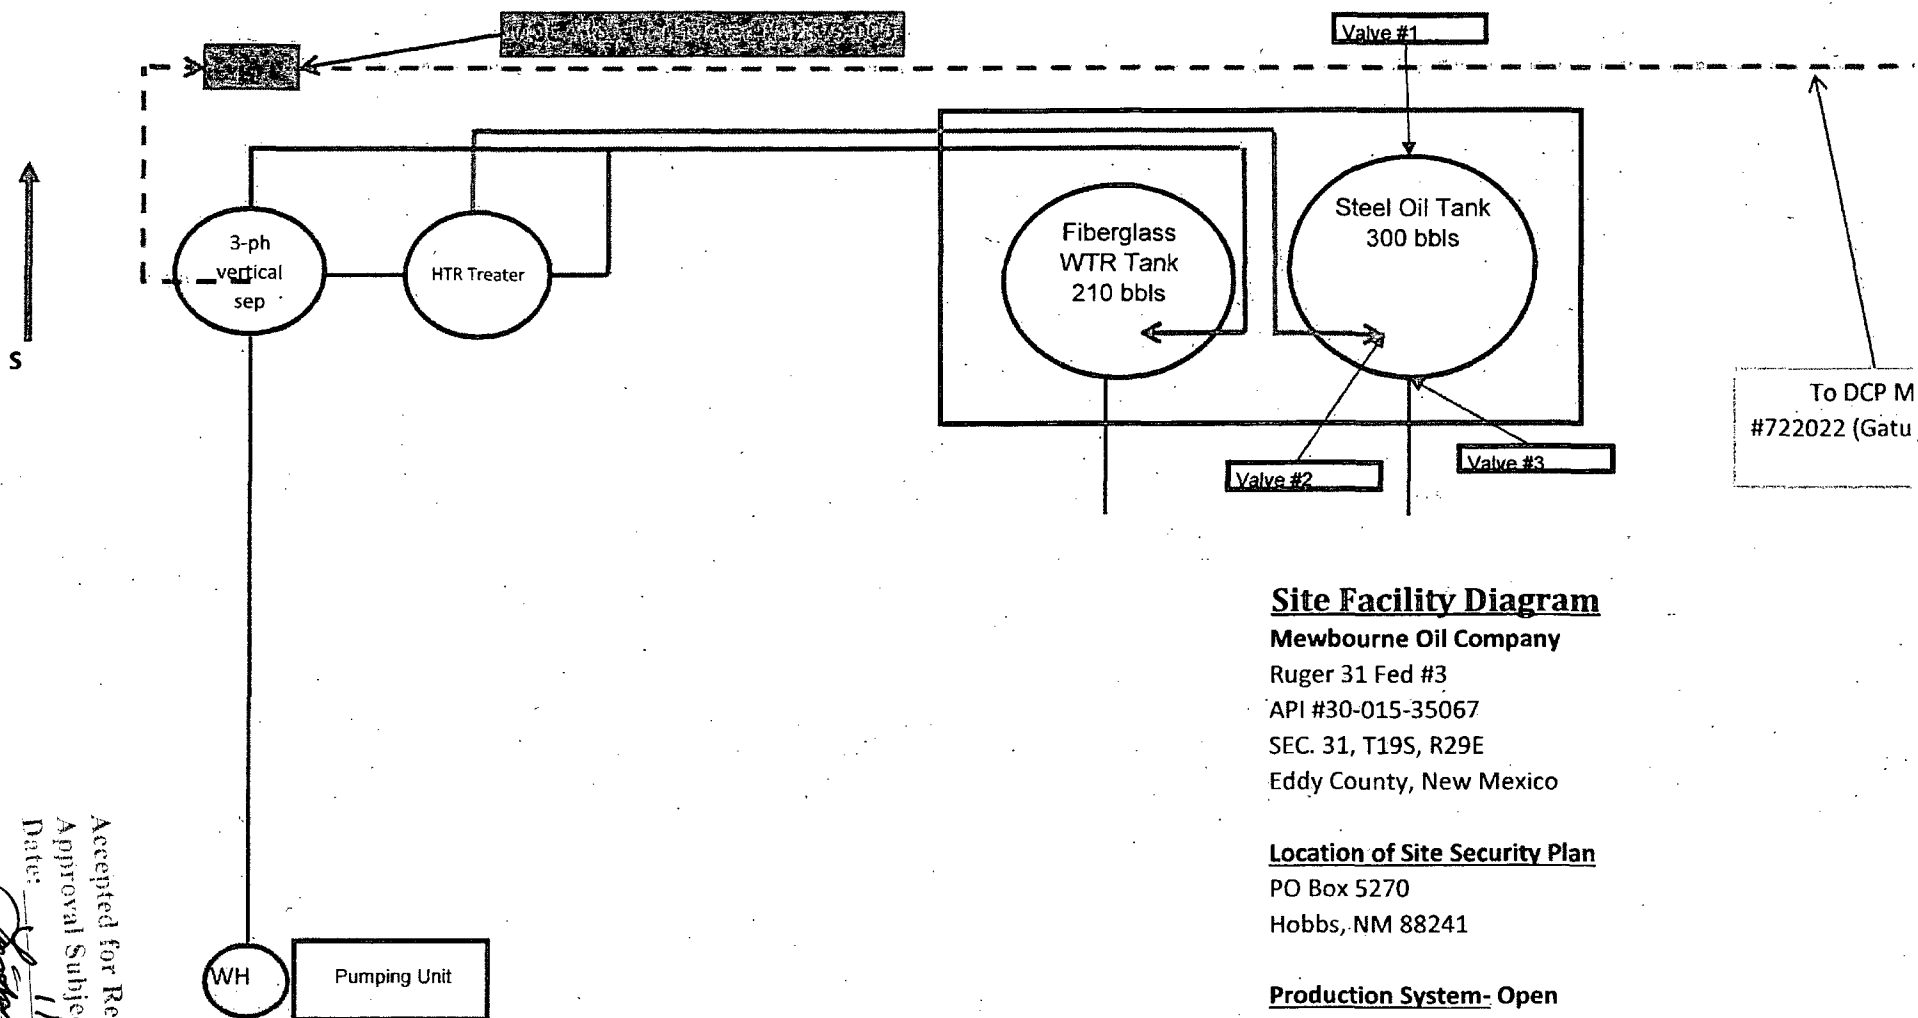 Valve #1
Steel Oil Tank
300 bbls
Fiberglass
WTR Tank
210 bbls
3-ph
vertical
sep
HTR Treater
S
To DCP M
#722022 (Gatu
Valve #2
Valve #3
Site Facility Diagram
Mewbourne Oil Company
Ruger 31 Fed #3
API #30-015-35067
SEC. 31, T19S, R29E
Eddy County, New Mexico
Location of Site Security Plan
PO Box 5270
Hobbs, NM 88241
Production System- Open
WH
Pumping Unit
Accepted for Re
Approval Subje
Date: